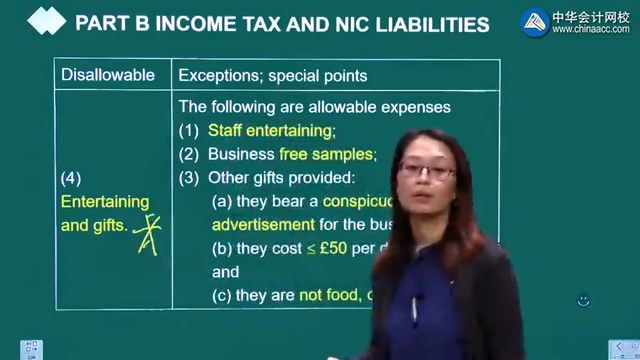 PART B INCOME TAX AND NIC LIABILITIES
中华会计网校
www.chinaacc.com
Disallowable
Exceptions; special points
(4)
Entertaining
and gifts.
The following are allowable expenses
(1) Staff entertaining;
(2) Business free samples;
(3) Other gifts provided:
(a) they bear a
advertisement for the
(b) they cost ≤ £50 per
and
(c) they are not food,